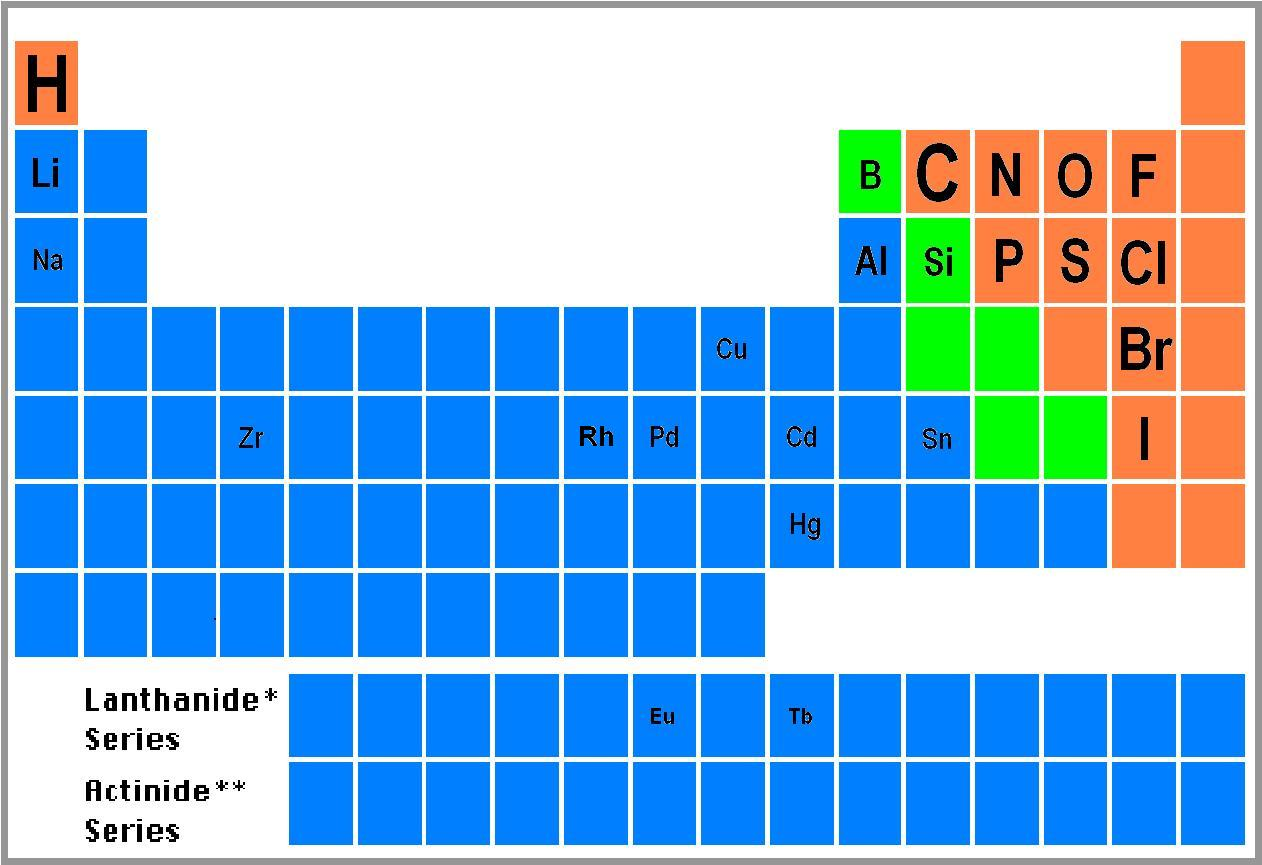 H
Li B C N O F
Na Al Si P S Cl
Cu Br
Zr Rh Pd Cd Sn I
Hg
Lanthanide*
Series
Eu Tb
Actinide**
Series